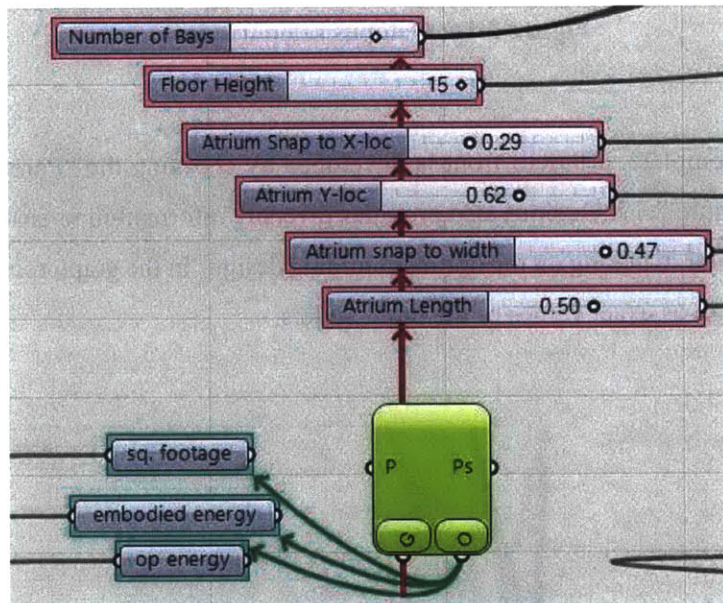 Number of Bays
Floor Height 15
Atrium Snap to X-loc 0.29
Atrium Y-loc 0.62
Atrium snap to width 0.47
Atrium Length 0.50
sq. footage
P Ps
embodied energy
G O
op energy